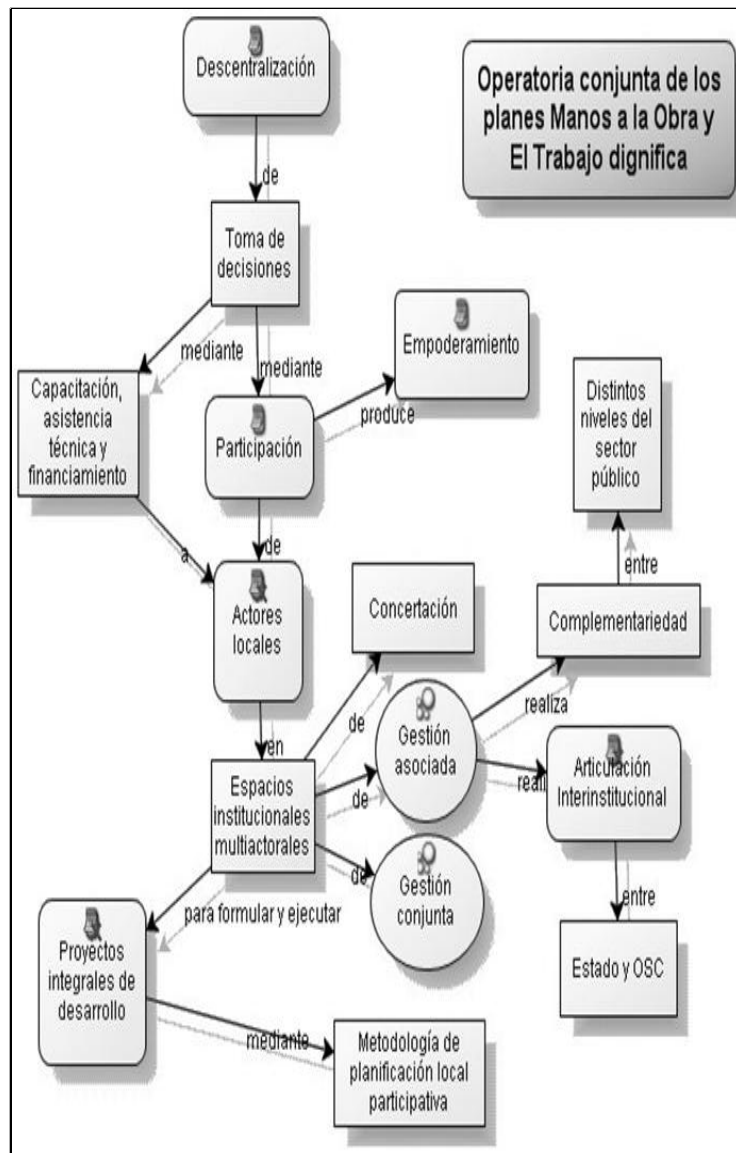 Descentralización
Operatoria conjunta de los
planes Manos a la Obra y
El Trabajo dignifica
de
Toma de
decisiones
mediante
mediante
Empoderamiento
produce
Capacitación,
asistencia
técnica y
financiamiento
Participación
Distintos
niveles del
sector
público
a
de
entre
Actores
locales
Concertación
Complementariedad
en
de
realiza
Gestión
asociada
Espacios
institucionales
multiactorales
de
Articulación
Interinstitucional
de
Gestión
conjunta
para formular y ejecutar
entre
Proyectos
integrales de
desarrollo
Estado y OSC
mediante
Metodología de
planificación local
participativa